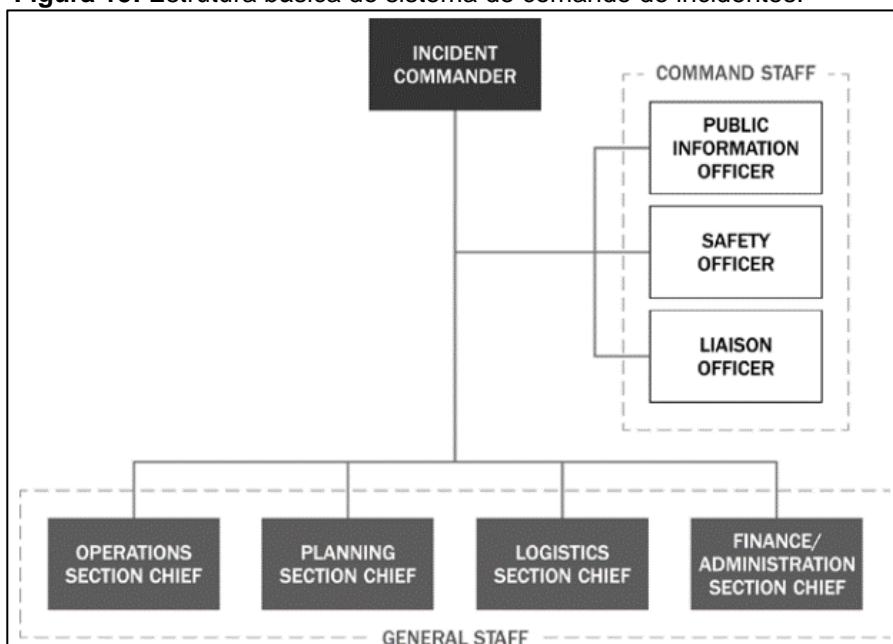 Figura Estrutura básica do sistema de comando de incidentes.
INCIDENT
COMMANDER
COMMAND STAFF
PUBLIC
INFORMATION
OFFICER
SAFETY
OFFICER
LIAISON
OFFICER
OPERATIONS
SECTION CHIEF
PLANNING
SECTION CHIEF
LOGISTICS
SECTION CHIEF
FINANCE/
ADMINISTRATION
SECTION CHIEF
GENERAL STAFF